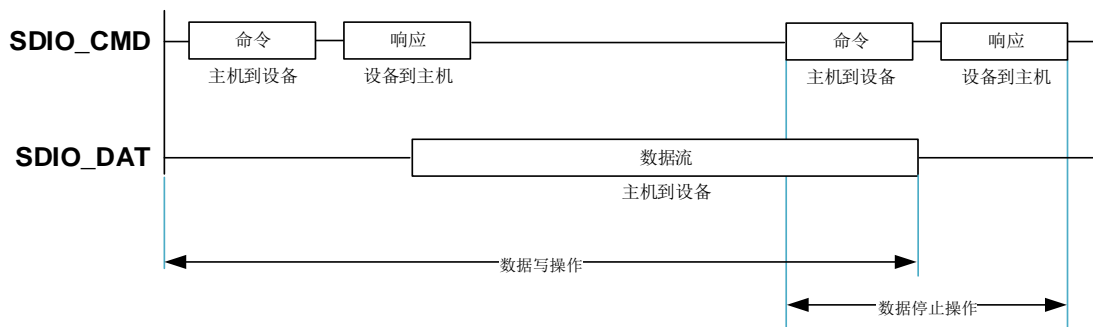 SDIO_CMD
命令
响应
命令
响应
主机到设备
设备到主机
主机到设备
设备到主机
SDIO_DAT
数据流
主机到设备
数据写操作
数据停止操作